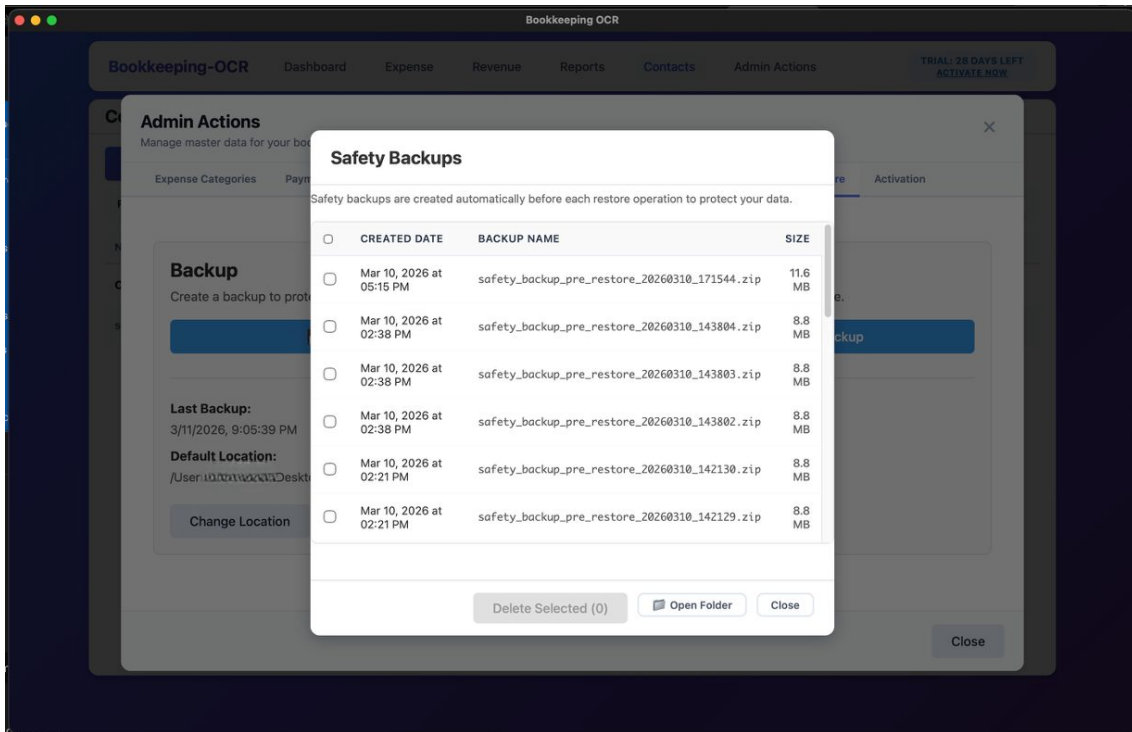 Bookkeeping OCR
Bookkeeping-OCR Dashboard Expense Revenue Reports Contacts Admin Actions TRIAL: 28 DAYS LEFT
ACTIVATE NOW
Admin Actions
Manage master data for your
Expense Categories Activation
Safety Backups
Safety backups are created automatically before each restore operation to protect your data.
CREATED DATE BACKUP NAME SIZE
Mar 10, 2026 at
05:15 PM
safety_backup_pre_restore_20260310_171544.zip
11.6
MB
Mar 10, 2026 at
02:38 PM
safety_backup_pre_restore_20260310_143804.zip
8.8
MB
Mar 10, 2026 at
02:38 PM
safety_backup_pre_restore_20260310_143803.zip
8.8
MB
Mar 10, 2026 at
02:38 PM
safety_backup_pre_restore_20260310_143802.zip
8.8
MB
Mar 10, 2026 at
02:21 PM
safety_backup_pre_restore_20260310_142130.zip
8.8
MB
Mar 10, 2026 at
02:21 PM
safety_backup_pre_restore_20260310_142129.zip
8.8
MB
Delete Selected (0) Open Folder Close
Backup
Create a backup to
Last Backup:
3/11/2026, 9:05:39 PM
Default Location:
Change Location
Close